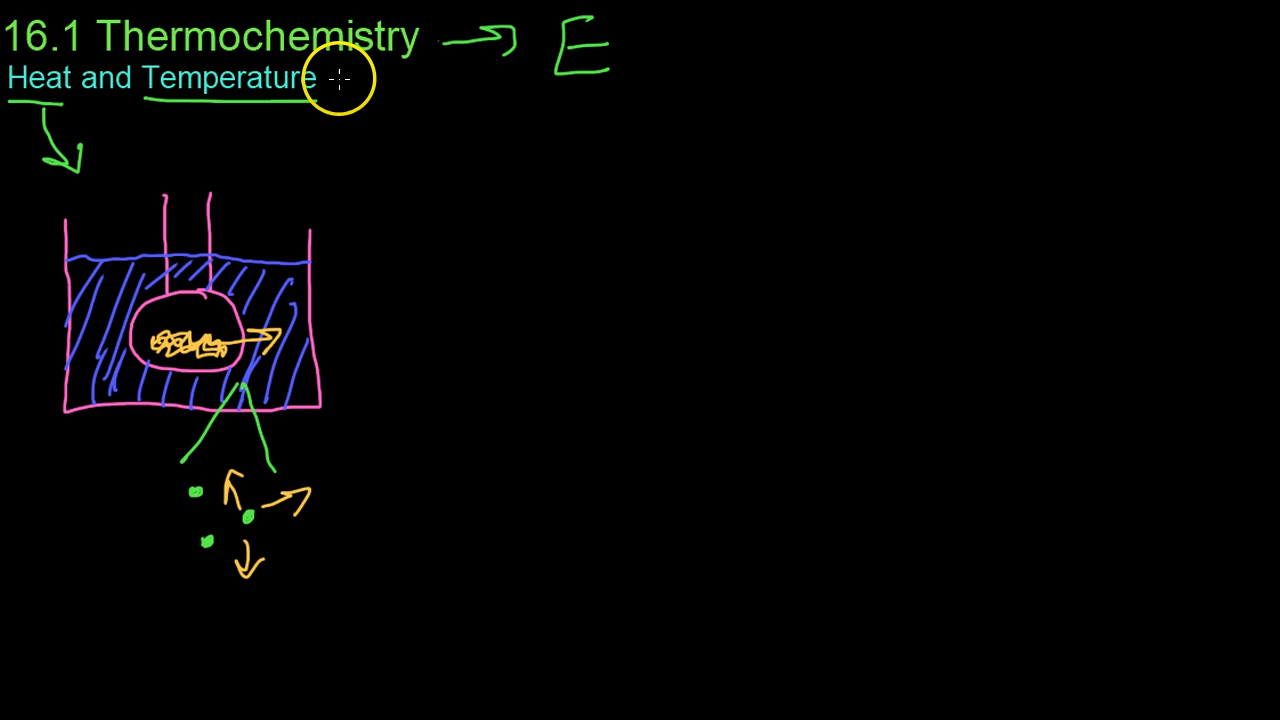 16.1 Thermochemistry → E
Heat and Temperature